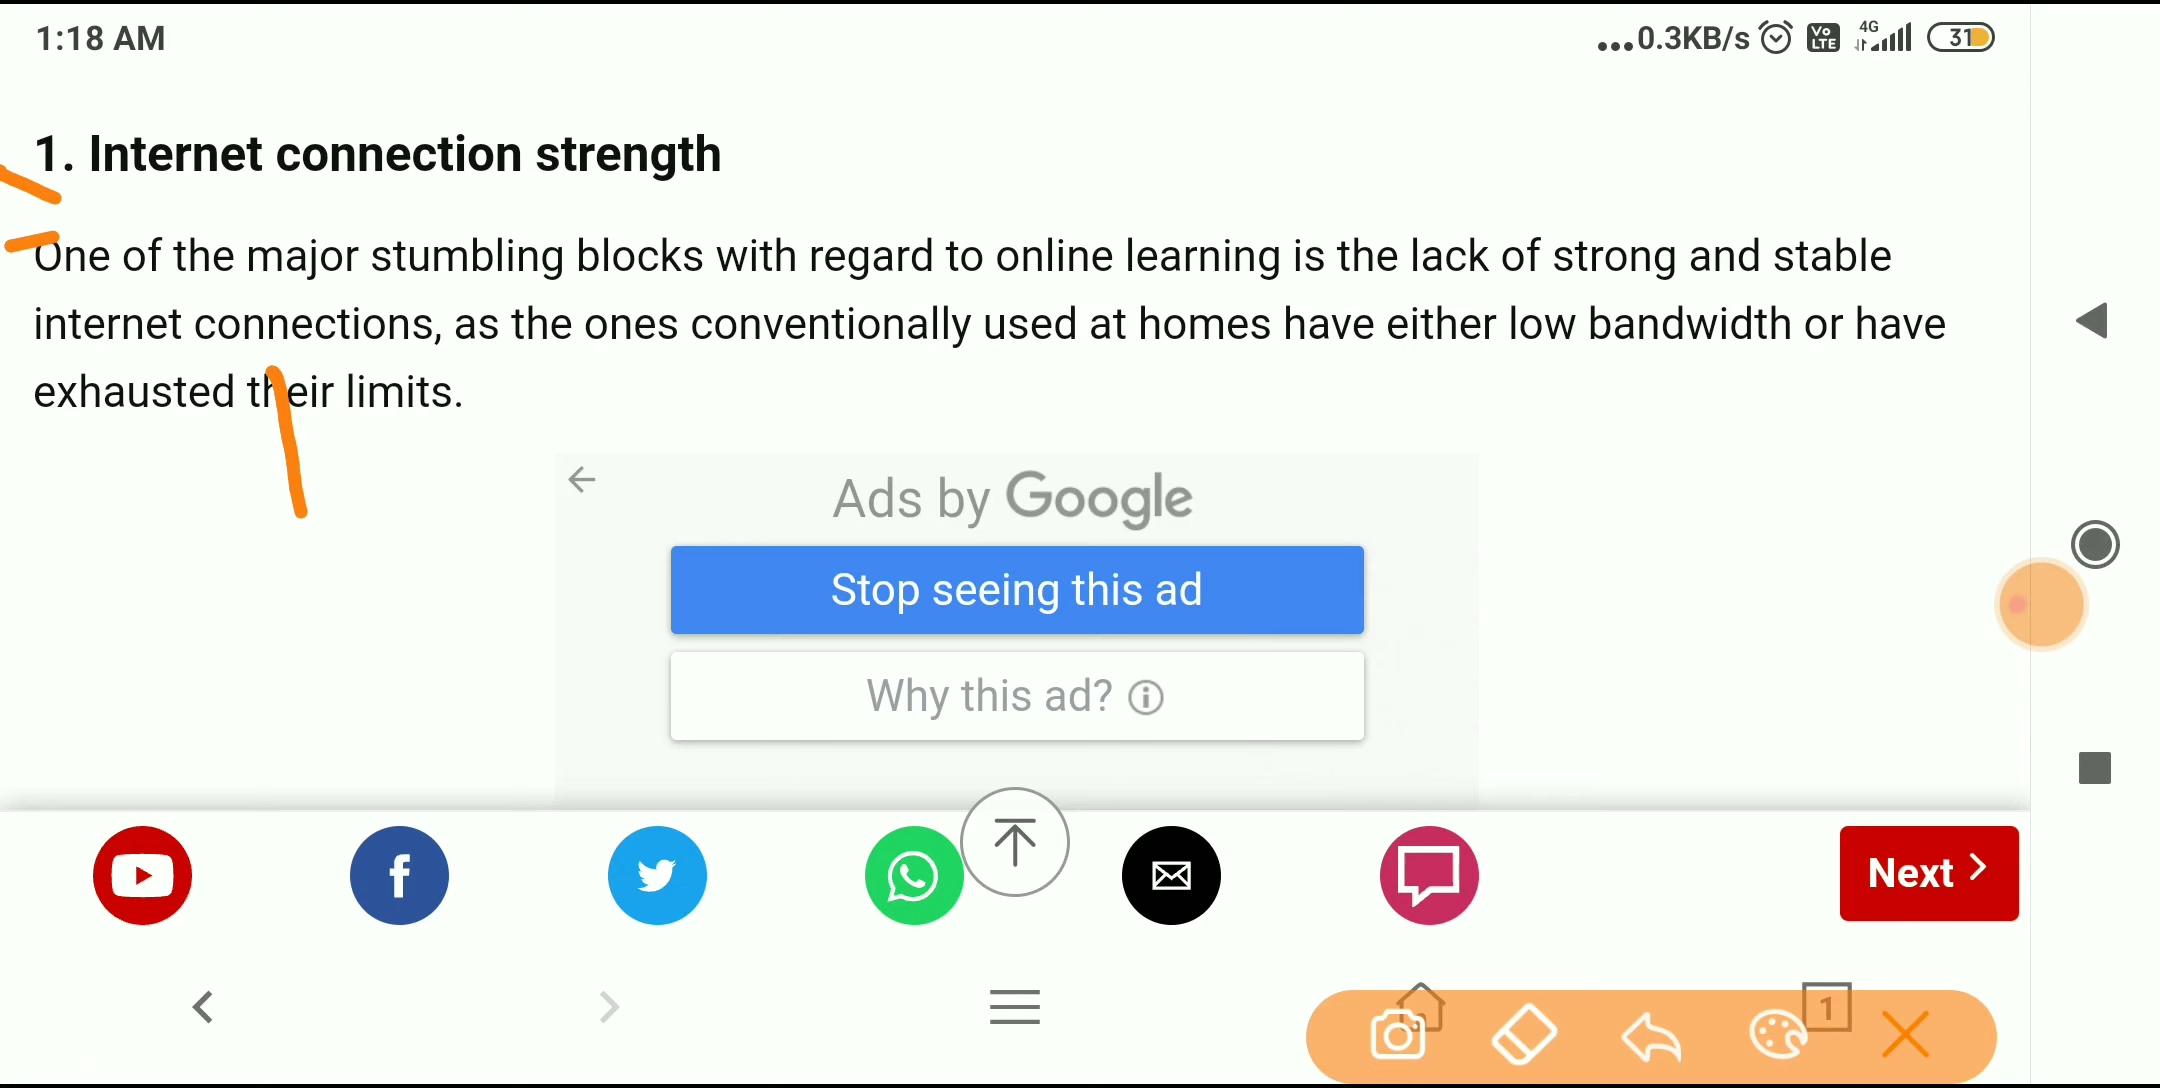 1:18 AM
...0.3KB/s Vo LTE 4G 31
1. Internet connection strength
One of the major stumbling blocks with regard to online learning is the lack of strong and stable
internet connections, as the ones conventionally used at homes have either low bandwidth or have
exhausted their limits.
Ads by Google
Stop seeing this ad
Why this ad?
Next
1